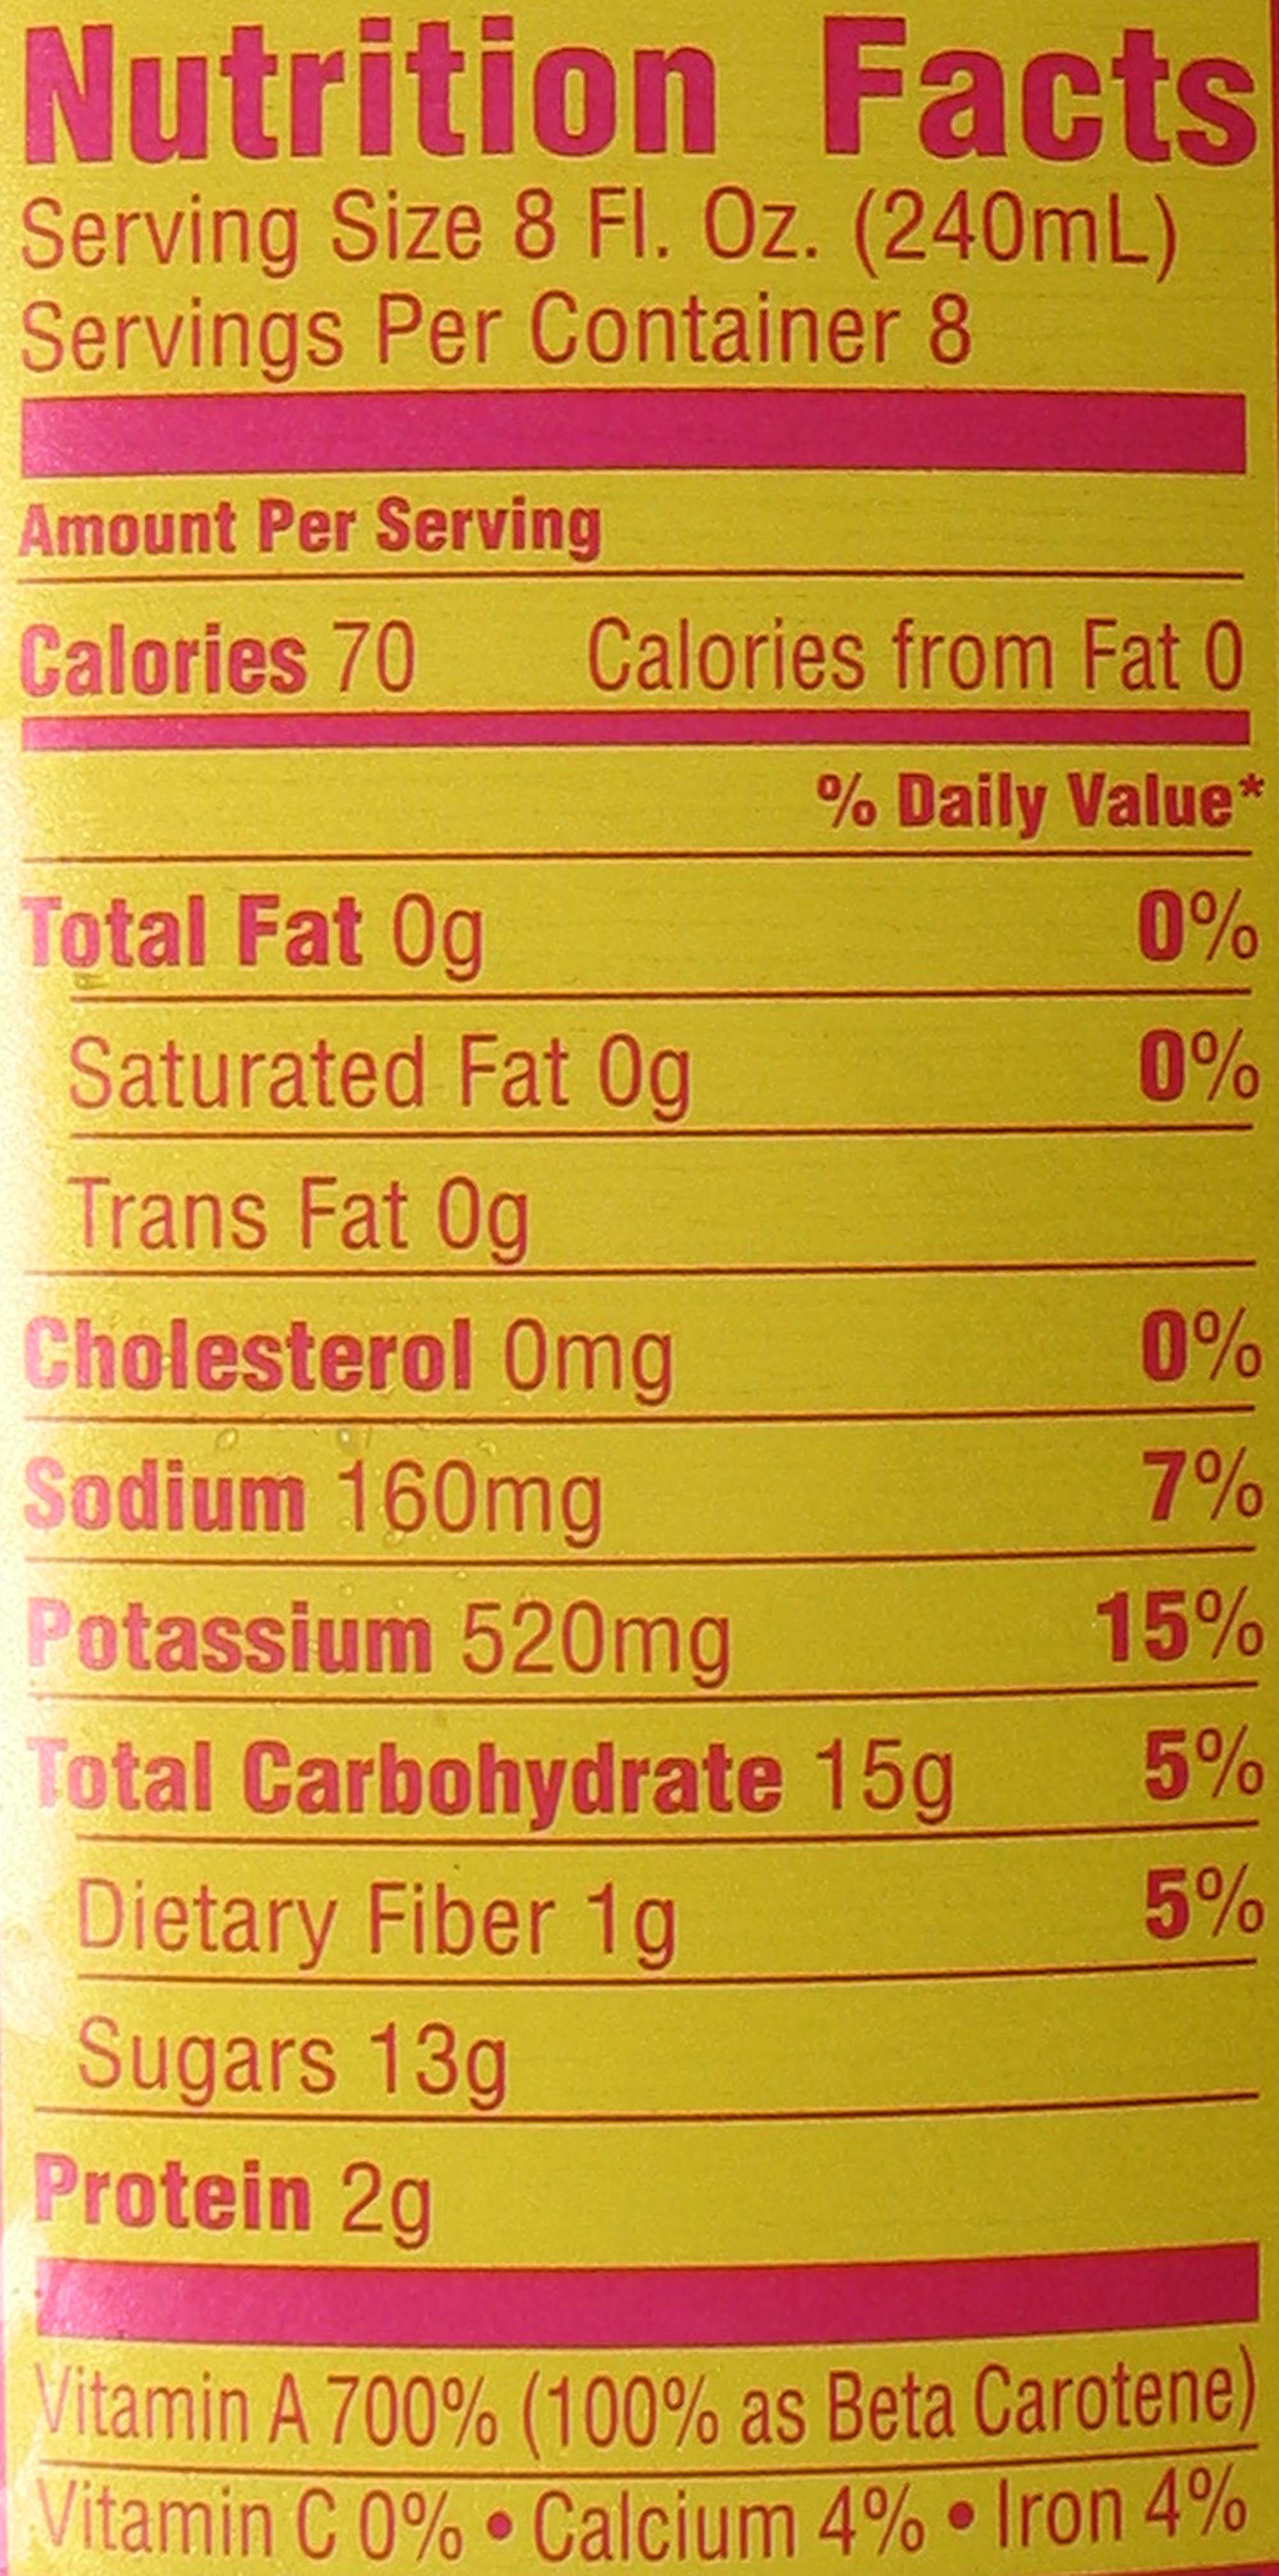 Nutrition Facts
Serving Size 8 Fl. Oz. (240mL)
Servings Per Container 8
Amount Per Serving
Calories 70 Calories from Fat 0
% Daily Value*
Total Fat 0g 0%
Saturated Fat 0g 0%
Trans Fat 0g
Cholesterol 0mg 0%
Sodium 160mg 7%
Potassium 520mg 15%
Total Carbohydrate 15g 5%
Dietary Fiber 1g 5%
Sugars 13g
Protein 2g
Vitamin A 700% (100% as Beta Carotene)
Vitamin C 0% • Calcium 4% • Iron 4%